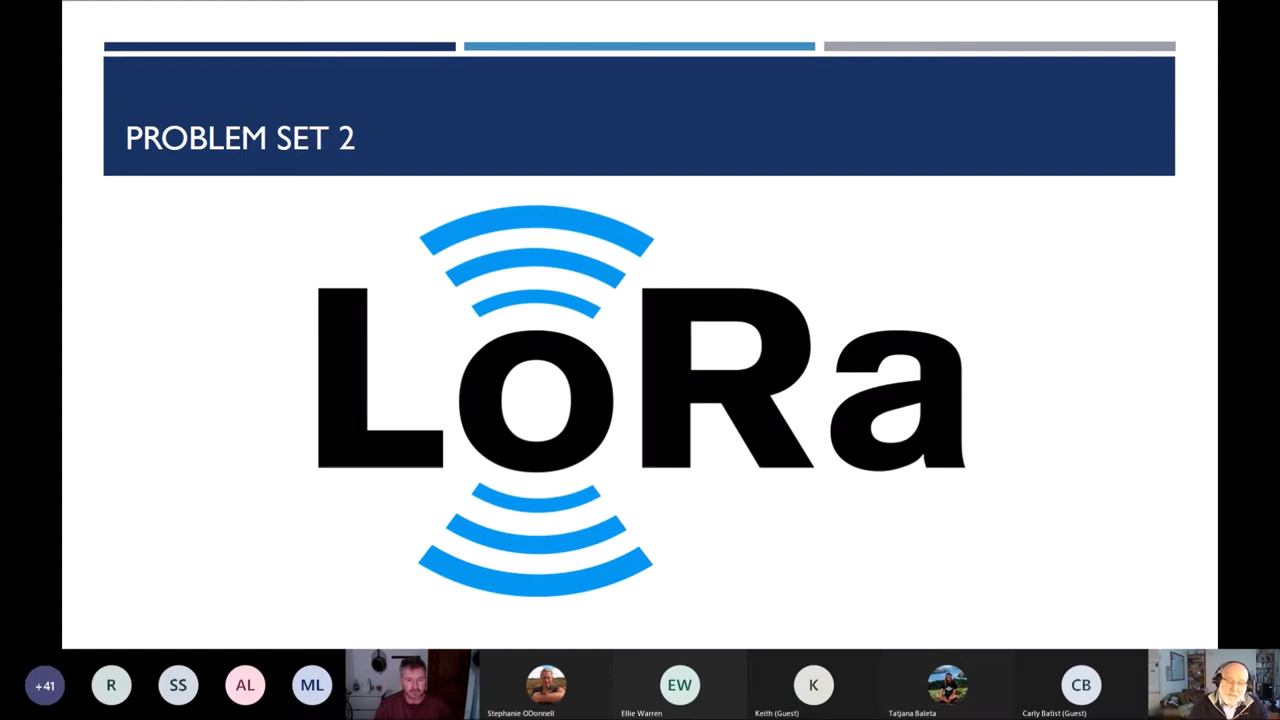 PROBLEM SET 2
LoRa
+41
R
SS
AL
ML
Stephanie ODonnell
EW
Ellie Warren
K
Keith (Guest)
Tatjana Baleta
CB
Carly Batist (Guest)